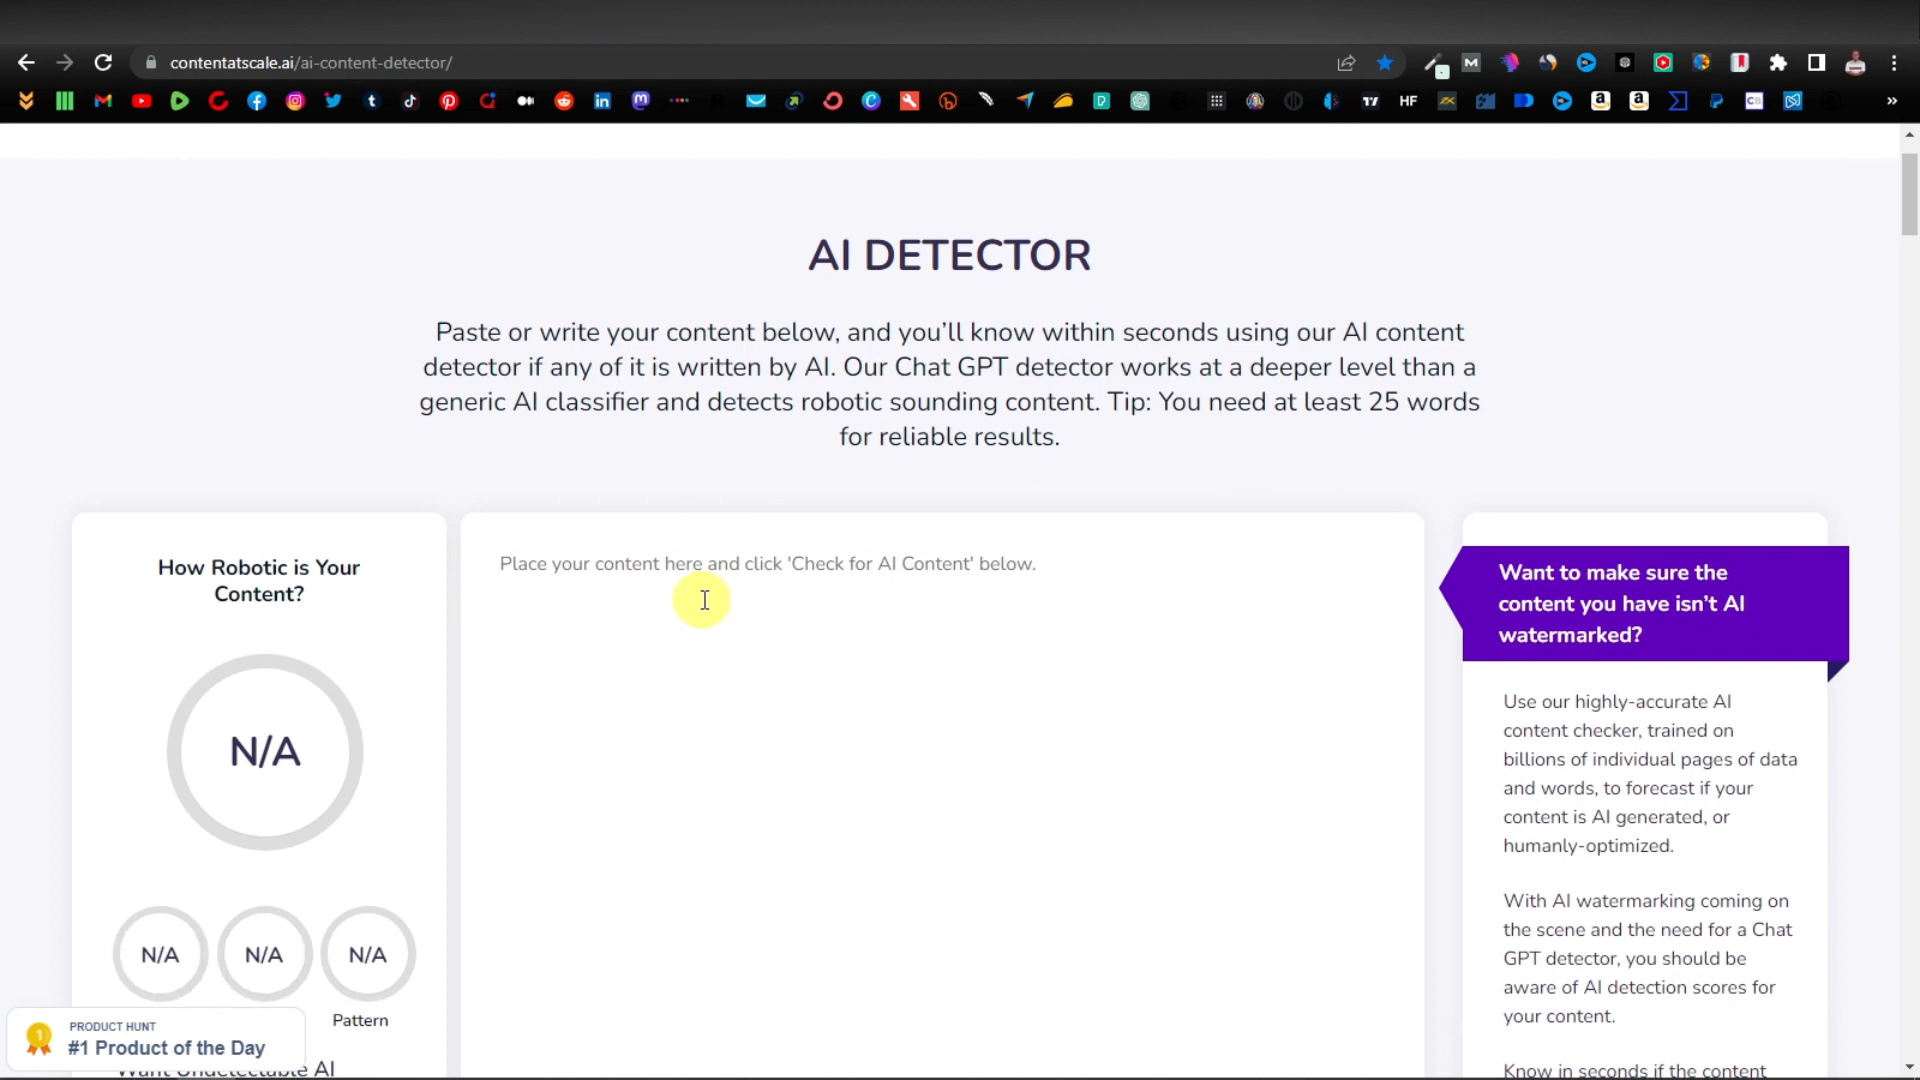 contentatscale.ai/ai-content-detector/
AI DETECTOR
Paste or write your content below, and you'll know within seconds using our AI content
detector if any of it is written by AI. Our Chat GPT detector works at a deeper level than a
generic AI classifier and detects robotic sounding content. Tip: You need at least 25 words
for reliable results.
How Robotic is Your
Content?
N/A
N/A
N/A
N/A
Pattern
PRODUCT HUNT
#1 Product of the Day
Want Undetectable AI
Place your content here and click 'Check for AI Content' below.
Want to make sure the
content you have isn't AI
watermarked?
Use our highly-accurate AI
content checker, trained on
billions of individual pages of data
and words, to forecast if your
content is AI generated, or
humanly-optimized.
With AI watermarking coming on
the scene and the need for a Chat
GPT detector, you should be
aware of AI detection scores for
your content.
Know in seconds if the content